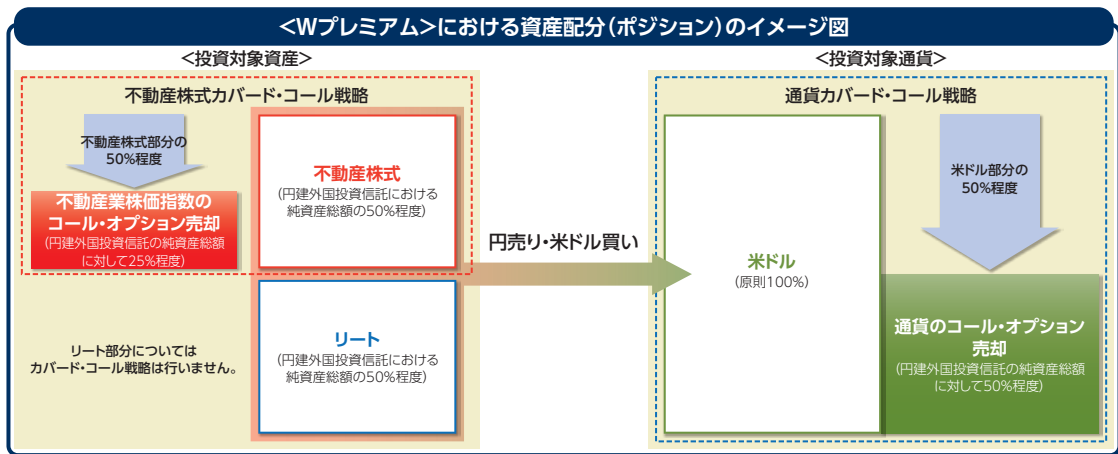 <Wプレミアム>における資産配分(ポジション)のイメージ図
<投資対象資産>
不動産株式カバード・コール戦略
不動産株式部分の
50%程度
不動産業株価指数の
コール・オプション売却
(円建外国投資信託の純資産総額
に対して25%程度)
不動産株式
(円建外国投資信託における
純資産総額の50%程度)
リート部分については
カバード・コール戦略は行いません。
リート
(円建外国投資信託における
純資産総額の50%程度)
円売り・米ドル買い
<投資対象通貨>
通貨カバード・コール戦略
米ドル
(原則100%)
米ドル部分の
50%程度
通貨のコール・オプション
売却
(円建外国投資信託の純資産総額
に対して50%程度)